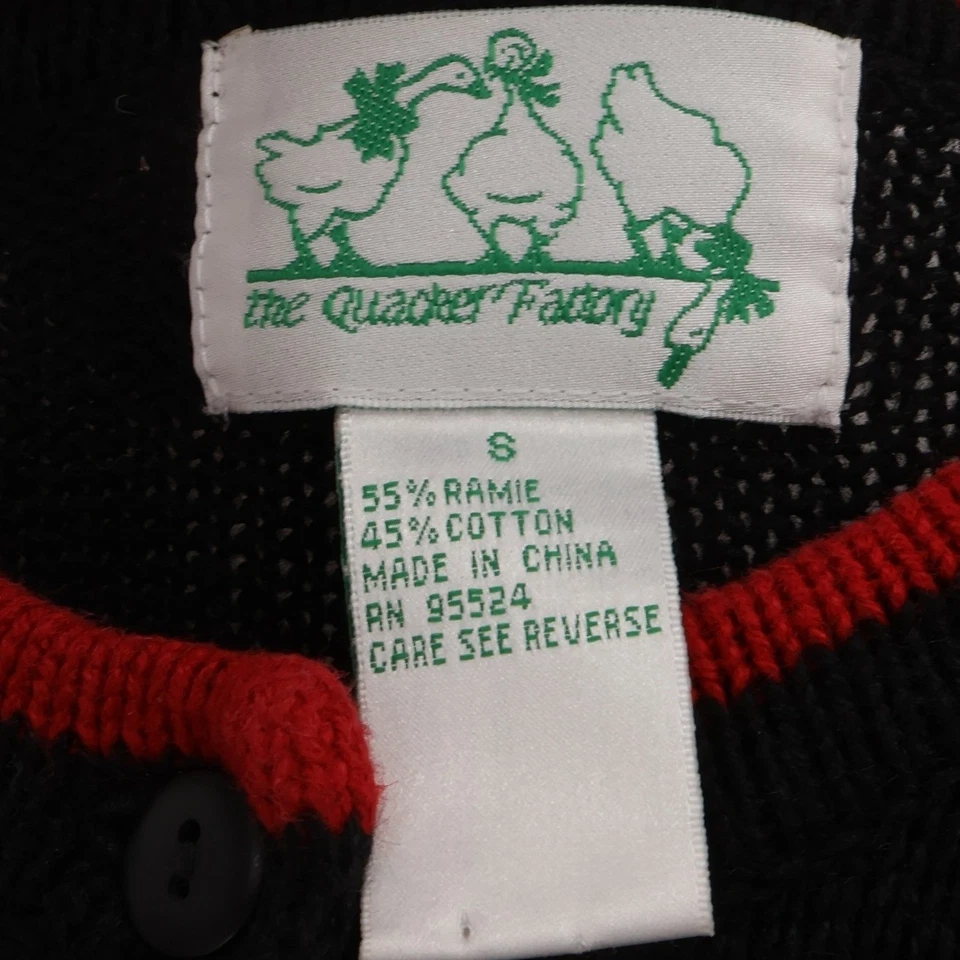 the Quacker Factory
S
55% RAMIE
45% COTTON
MADE IN CHINA
RN 95524
CARE SEE REVERSE